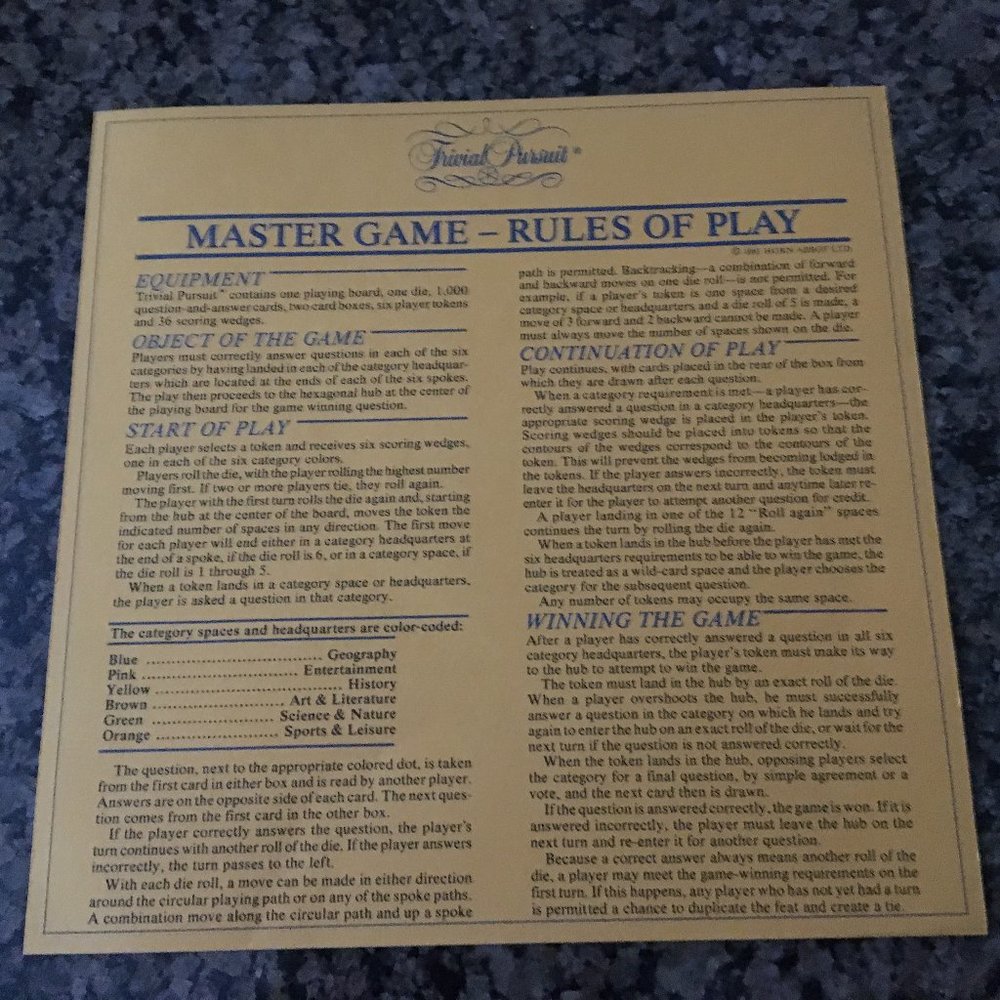 Trivial Pursuit®
MASTER GAME – RULES OF PLAY
© 1981 HORN ABBOT LTD.
EQUIPMENT
Trivial Pursuit® contains one playing board, one die, 1,000
question-and-answer cards, two card boxes, six player tokens
and 36 scoring wedges.
OBJECT OF THE GAME
Players must correctly answer questions in each of the six
categories by having landed in each of the category headquar-
ters which are located at the ends of each of the six spokes.
The play then proceeds to the hexagonal hub at the center of
the playing board for the game winning question.
START OF PLAY
Each player selects a token and receives six scoring wedges,
one in each of the six category colors.
Players roll the die, with the player rolling the highest number
moving first. If two or more players tie, they roll again.
The player with the first turn rolls the die again and, starting
from the hub at the center of the board, moves the token the
indicated number of spaces in any direction. The first move
for each player will end either in a category headquarters at
the end of a spoke, if the die roll is 6, or in a category space, if
the die roll is 1 through 5.
When a token lands in a category space or headquarters,
the player is asked a question in that category.
The category spaces and headquarters are color-coded:
Blue .................................... Geography
Pink ................................ Entertainment
Yellow ...................................... History
Brown ........................... Art & Literature
Green ......................... Science & Nature
Orange ......................... Sports & Leisure
The question, next to the appropriate colored dot, is taken
from the first card in either box and is read by another player.
Answers are on the opposite side of each card. The next ques-
tion comes from the first card in the other box.
If the player correctly answers the question, the player's
turn continues with another roll of the die. If the player answers
incorrectly, the turn passes to the left.
With each die roll, a move can be made in either direction
around the circular playing path or on any of the spoke paths.
A combination move along the circular path and up a spoke
path is permitted. Backtracking—a combination of forward
and backward moves on one die roll—is not permitted. For
example, if a player's token is one space from a desired
category space or headquarters and a die roll of 5 is made, a
move of 3 forward and 2 backward cannot be made. A player
must always move the number of spaces shown on the die.
CONTINUATION OF PLAY
Play continues, with cards placed in the rear of the box from
which they are drawn after each question.
When a category requirement is met—a player has cor-
rectly answered a question in a category headquarters—the
appropriate scoring wedge is placed in the player's token.
Scoring wedges should be placed into tokens so that the
contours of the wedges correspond to the contours of the
token. This will prevent the wedges from becoming lodged in
the tokens. If the player answers incorrectly, the token must
leave the headquarters on the next turn and anytime later re-
enter it for the player to attempt another question for credit.
A player landing in one of the 12 "Roll again" spaces
continues the turn by rolling the die again.
When a token lands in the hub before the player has met the
six headquarters requirements to be able to win the game, the
hub is treated as a wild-card space and the player chooses the
category for the subsequent question.
Any number of tokens may occupy the same space.
WINNING THE GAME
After a player has correctly answered a question in all six
category headquarters, the player's token must make its way
to the hub to attempt to win the game.
The token must land in the hub by an exact roll of the die.
When a player overshoots the hub, he must successfully
answer a question in the category on which he lands and try
again to enter the hub on an exact roll of the die, or wait for the
next turn if the question is not answered correctly.
When the token lands in the hub, opposing players select
the category for a final question, by simple agreement or a
vote, and the next card then is drawn.
If the question is answered correctly, the game is won. If it is
answered incorrectly, the player must leave the hub on the
next turn and re-enter it for another question.
Because a correct answer always means another roll of the
die, a player may meet the game-winning requirements on the
first turn. If this happens, any player who has not yet had a turn
is permitted a chance to duplicate the feat and create a tie.